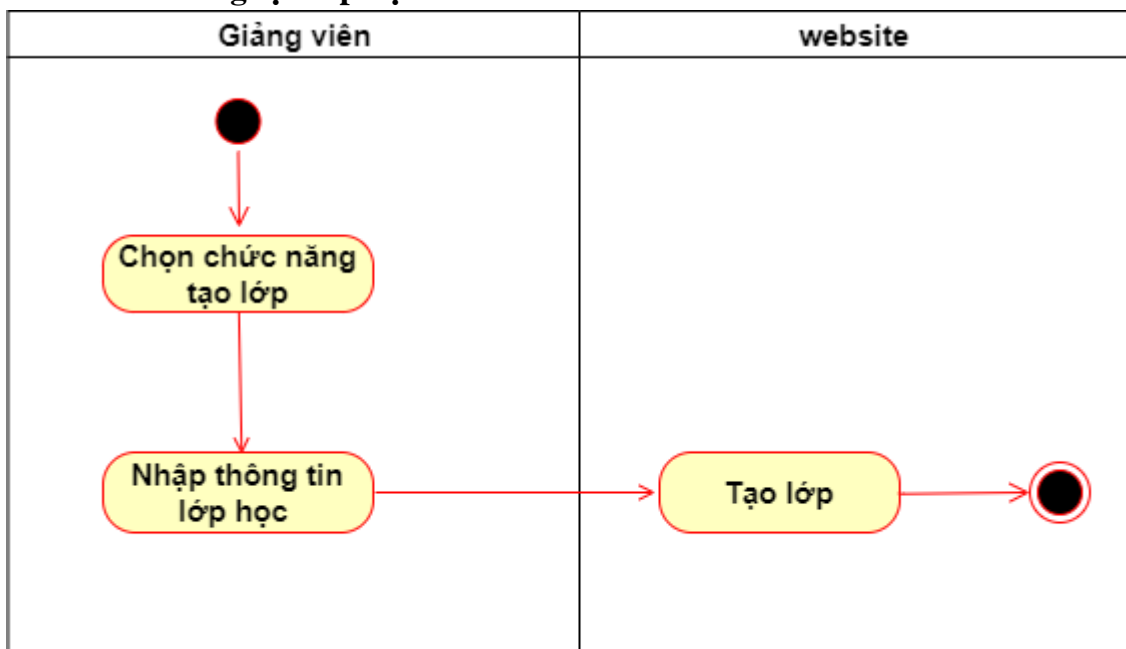 Giảng viên
website
Chọn chức năng
tạo lớp
Nhập thông tin
lớp học
Tạo lớp